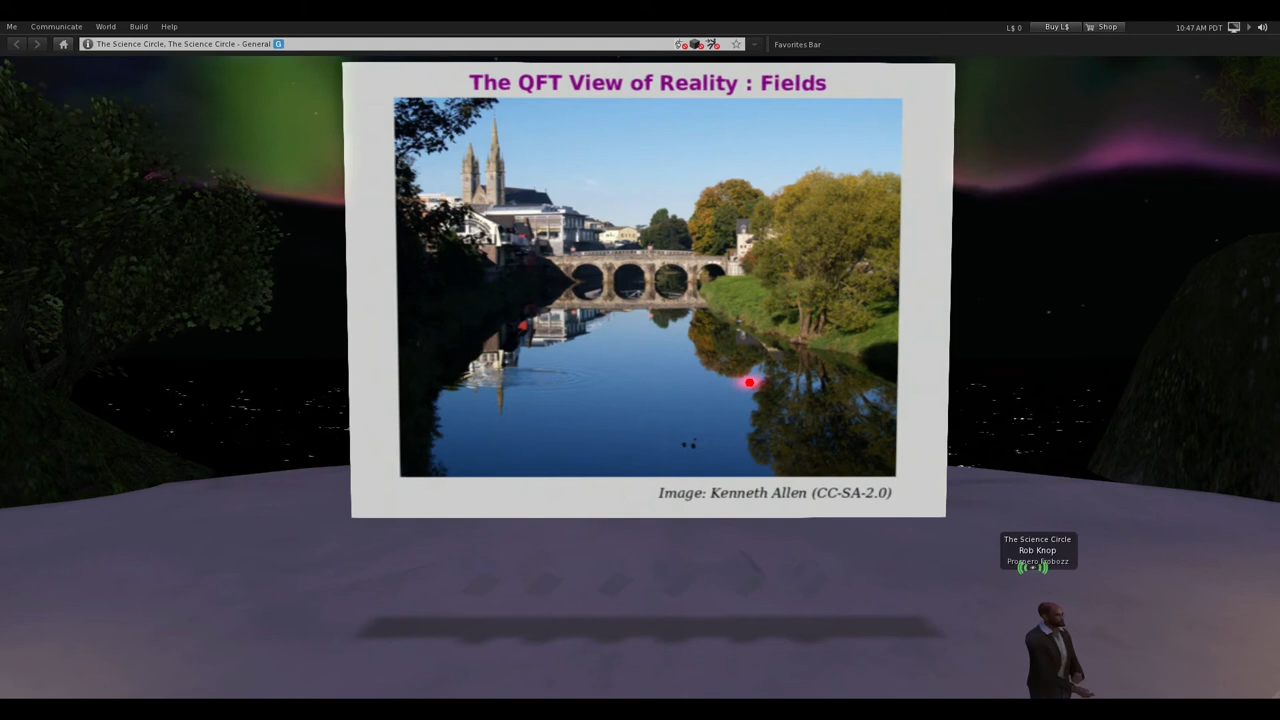 Me Communicate World Build Help L$ 0 Buy L$ Shop 10:47 AM PDT
The Science Circle, The Science Circle - General G Favorites Bar
The QFT View of Reality : Fields
Image: Kenneth Allen (CC-SA-2.0)
The Science Circle
Rob Knop
Prospero Frobozz